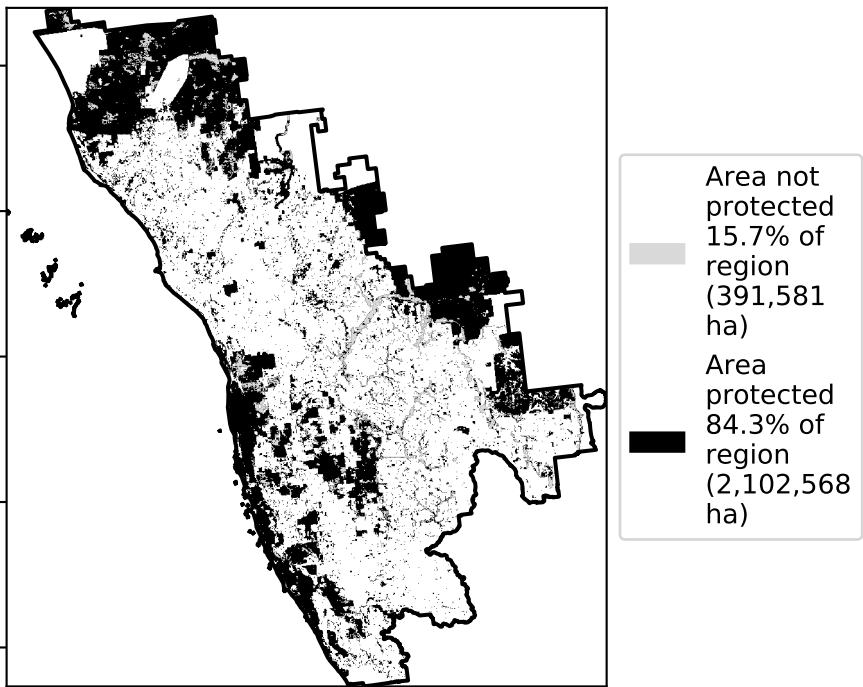 Area not
protected
15.7% of
region
(391,581
ha)
Area
protected
84.3% of
region
(2,102,568
ha)